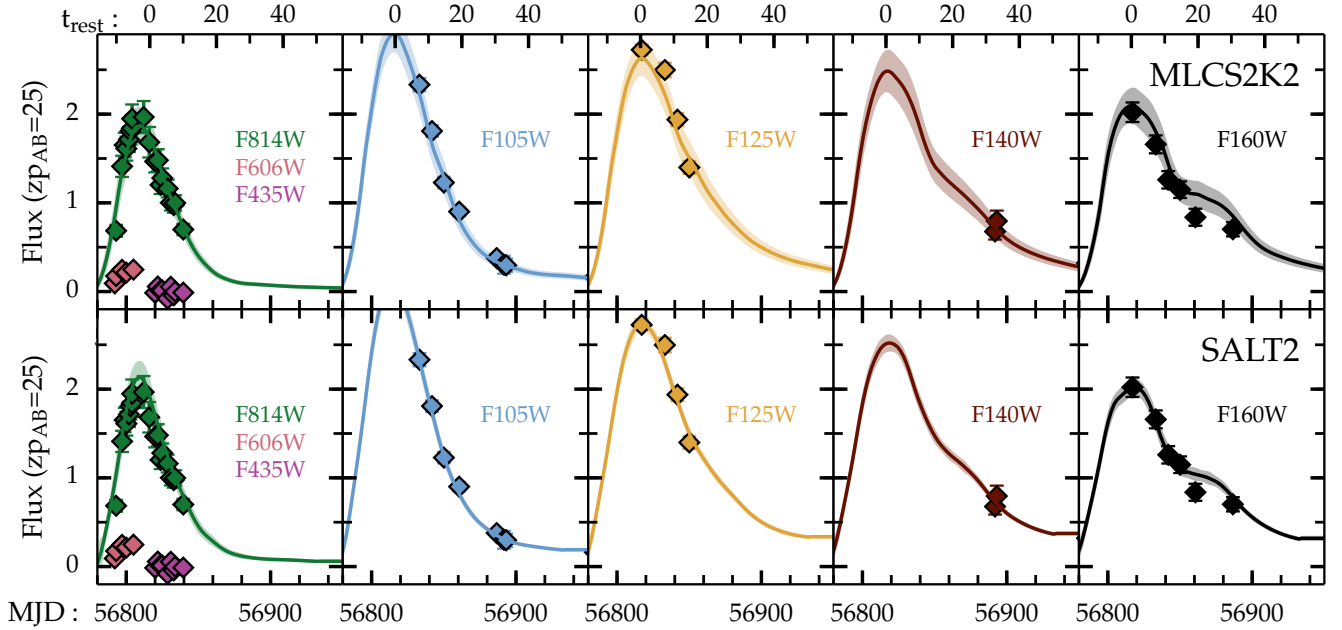 t_rest : 0 20 40 0 20 40 0 20 40 0 20 40 0 20 40
MLCS2K2
Flux (zp_AB=25)
2
1
0
F814W
F606W
F435W
F105W
F125W
F140W
F160W
SALT2
Flux (zp_AB=25)
2
1
0
F814W
F606W
F435W
F105W
F125W
F140W
F160W
MJD : 56800 56900 56800 56900 56800 56900 56800 56900 56800 56900